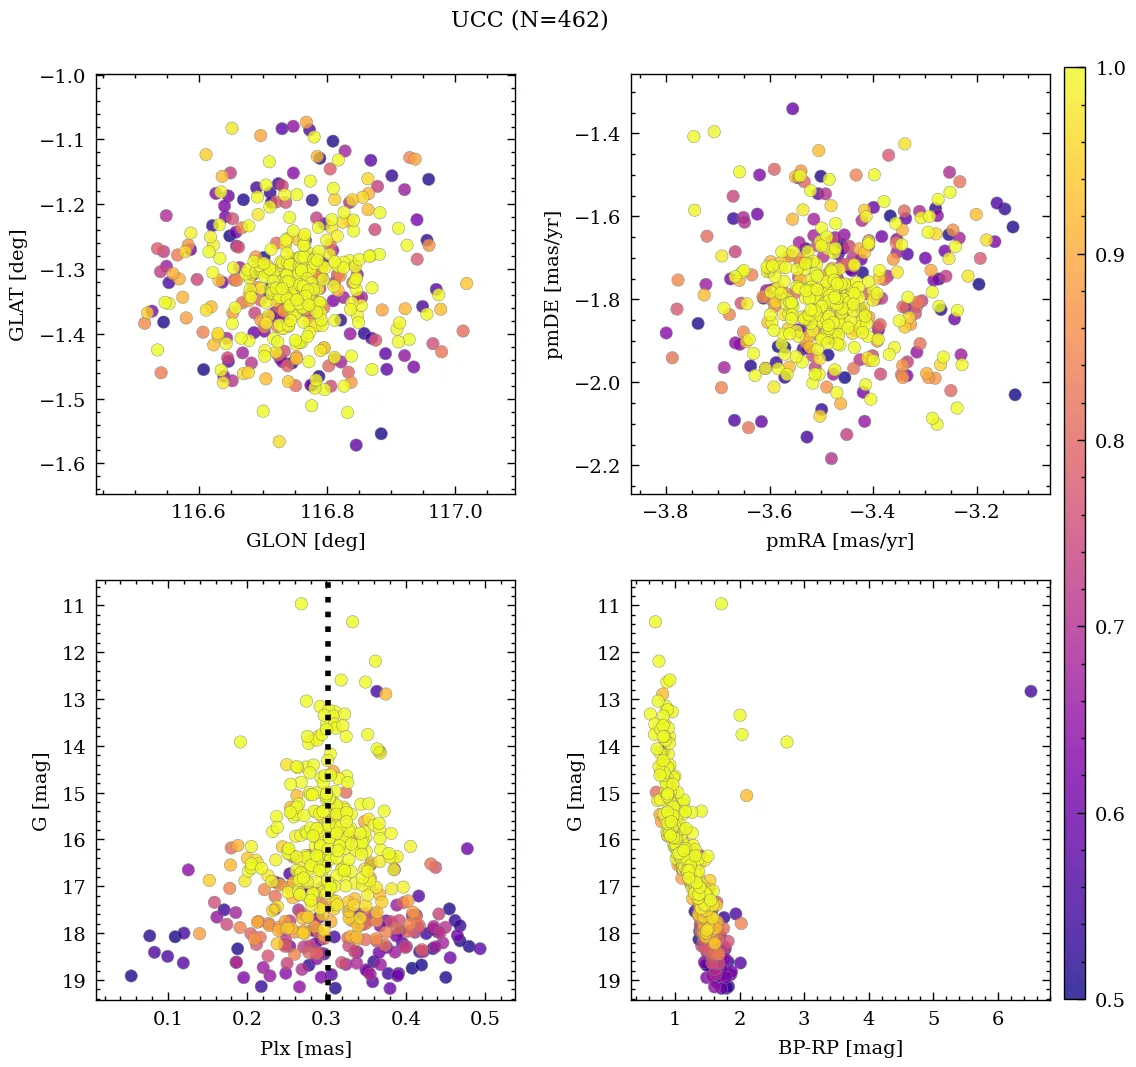 UCC (N=462)
−1.0
−1.1
−1.2
−1.3
−1.4
−1.5
−1.6
GLAT [deg]
116.6 116.8 117.0
GLON [deg]
−1.4
−1.6
−1.8
−2.0
−2.2
pmDE [mas/yr]
−3.8 −3.6 −3.4 −3.2
pmRA [mas/yr]
1.0
0.9
0.8
0.7
0.6
0.5
11
12
13
14
15
16
17
18
19
G [mag]
0.1 0.2 0.3 0.4 0.5
Plx [mas]
11
12
13
14
15
16
17
18
19
G [mag]
1 2 3 4 5 6
BP-RP [mag]